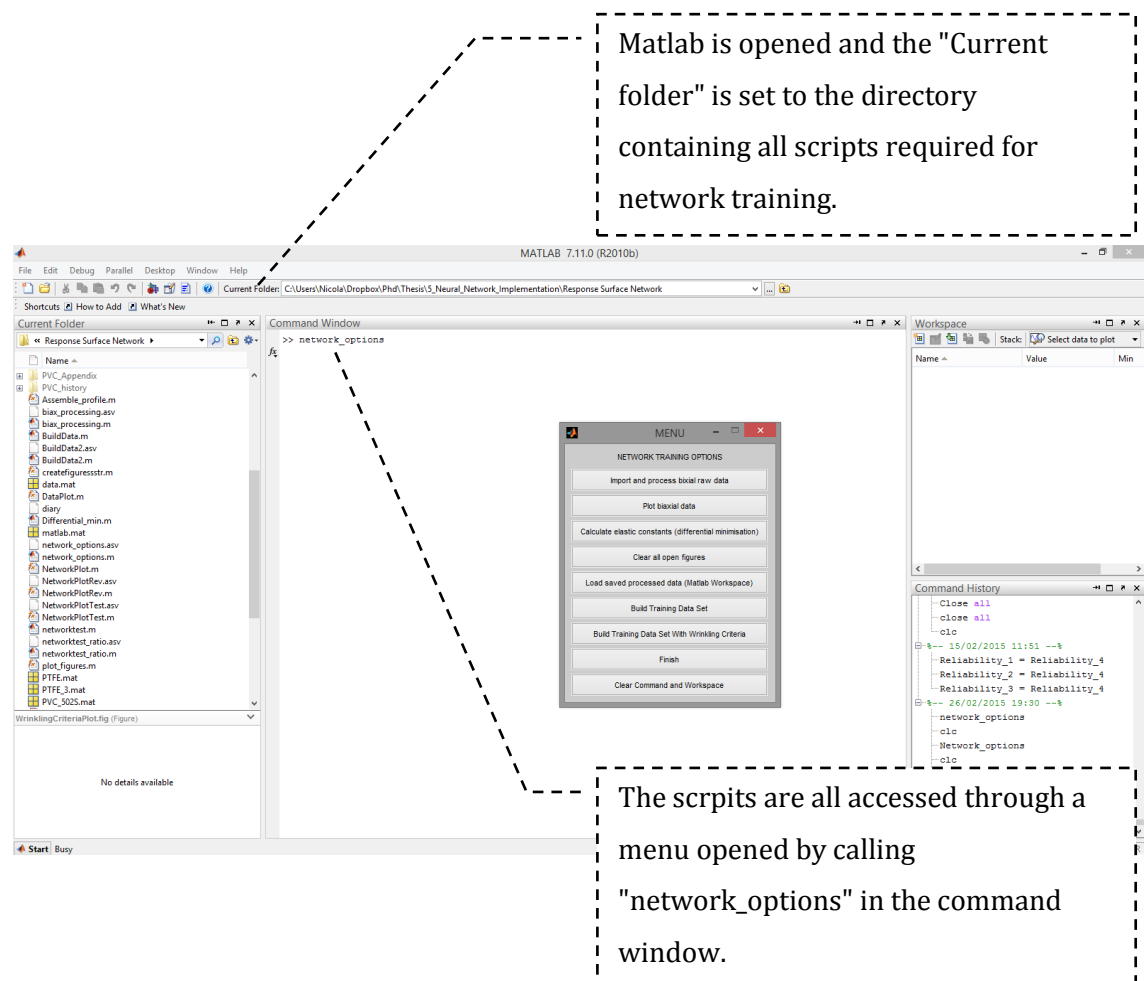 Matlab is opened and the "Current
folder" is set to the directory
containing all scripts required for
network training.
MATLAB 7.11.0 (R2010b)
File Edit Debug Parallel Desktop Window Help
Current Folder: C:\Users\Nicola\Dropbox\Phd\Thesis\5_Neural_Network_Implementation\Response Surface Network
Shortcuts How to Add What's New
Current Folder
« Response Surface Network
Name
PVC_Appendix
PVC_history
Assemble_profile.m
biax_processing.asv
biax_processing.m
BuildData.m
BuildData2.asv
BuildData2.m
createfiguressstr.m
data.mat
DataPlot.m
diary
Differential_min.m
matlab.mat
network_options.asv
network_options.m
NetworkPlot.m
NetworkPlotRev.asv
NetworkPlotRev.m
NetworkPlotTest.asv
NetworkPlotTest.m
networktest.m
networktest_ratio.asv
networktest_ratio.m
plot_figures.m
PTFE.mat
PTFE_3.mat
PVC_502S.mat
WrinklingCriteriaPlot.fig (Figure)
No details available
Start Busy
Command Window
>> network_options
fx
MENU
NETWORK TRAINING OPTIONS
Import and process bixial raw data
Plot biaxial data
Calculate elastic constants (differential minimisation)
Clear all open figures
Load saved processed data (Matlab Workspace)
Build Training Data Set
Build Training Data Set With Wrinkling Criteria
Finish
Clear Command and Workspace
Workspace
Stack: Select data to plot
Name Value Min
Command History
Close all
close all
clc
%-- 15/02/2015 11:51 --%
Reliability_1 = Reliability_4
Reliability_2 = Reliability_4
Reliability_3 = Reliability_4
%-- 26/02/2015 19:30 --%
network_options
clc
Network_options
clc
The scrpits are all accessed through a
menu opened by calling
"network_options" in the command
window.